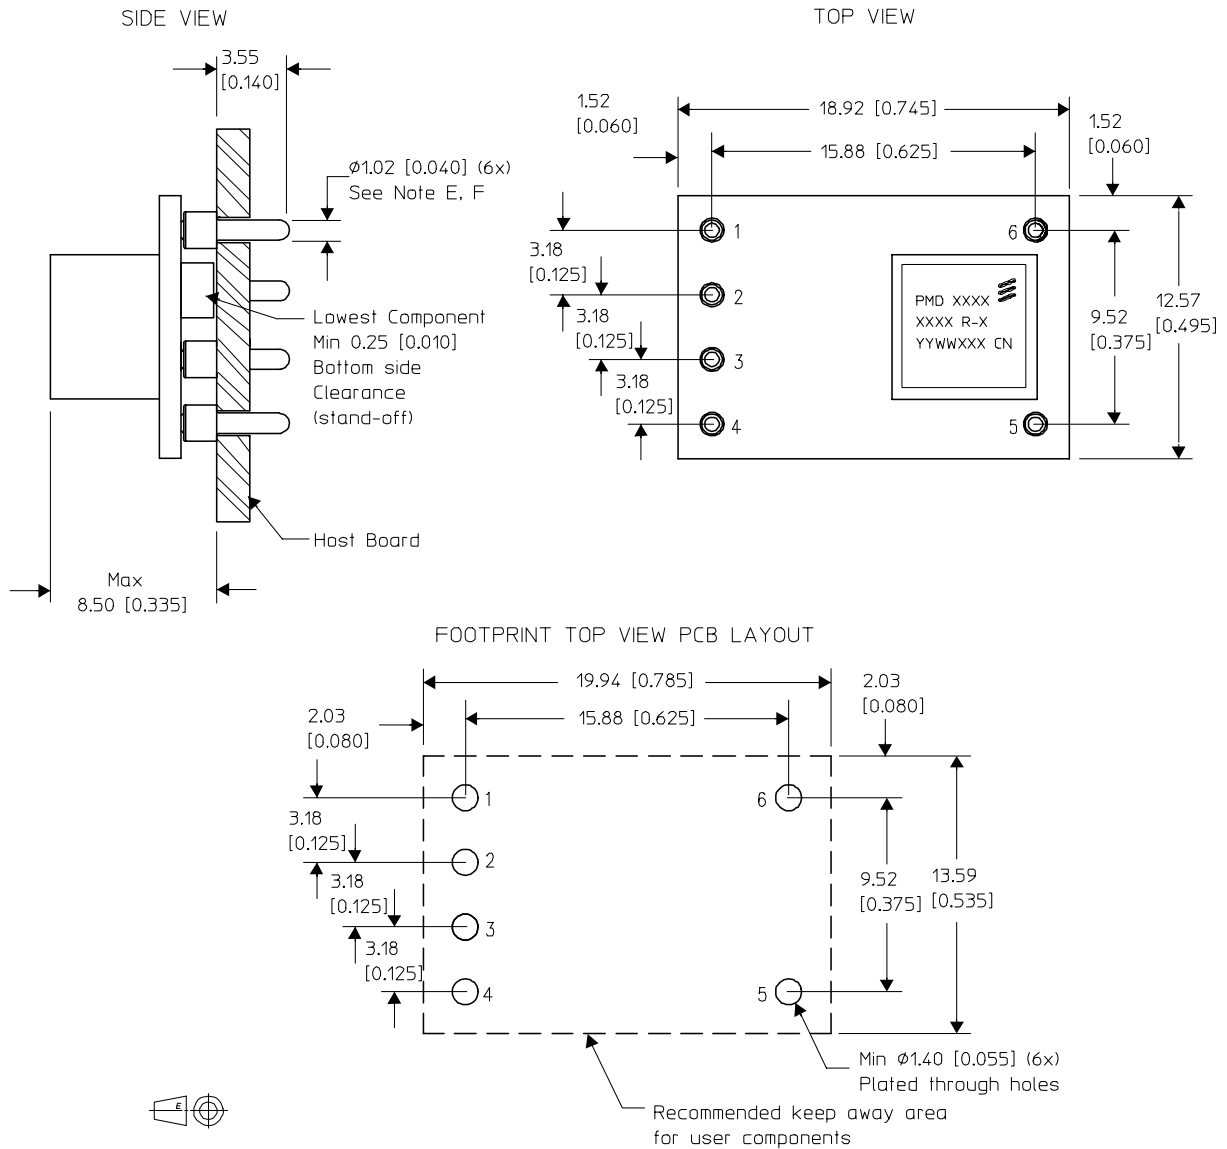 SIDE VIEW
3.55
[0.140]
ø1.02 [0.040] (6x)
See Note E, F
Lowest Component
Min 0.25 [0.010]
Bottom side
Clearance
(stand-off)
Host Board
Max
8.50 [0.335]
TOP VIEW
1.52
[0.060]
18.92 [0.745]
15.88 [0.625]
1.52
[0.060]
1
2
3
4
6
5
3.18
[0.125]
3.18
[0.125]
3.18
[0.125]
PMD XXXX
XXXX R-X
YYWWXXX CN
9.52
[0.375]
12.57
[0.495]
FOOTPRINT TOP VIEW PCB LAYOUT
19.94 [0.785]
15.88 [0.625]
2.03
[0.080]
2.03
[0.080]
1
2
3
4
6
5
3.18
[0.125]
3.18
[0.125]
3.18
[0.125]
9.52
[0.375]
13.59
[0.535]
Min ø1.40 [0.055] (6x)
Plated through holes
Recommended keep away area
for user components
E